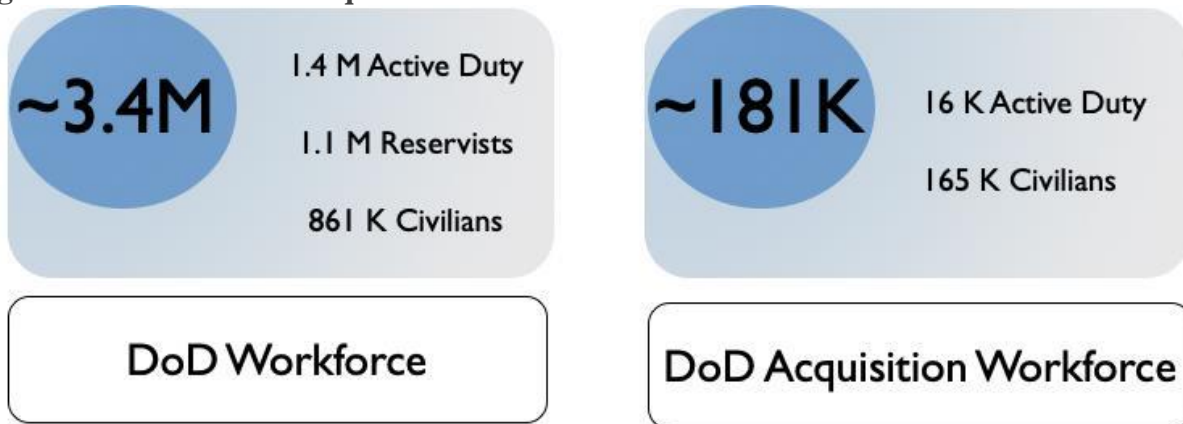 ~3.4M
1.4 M Active Duty
1.1 M Reservists
861 K Civilians
DoD Workforce
~181K
16 K Active Duty
165 K Civilians
DoD Acquisition Workforce